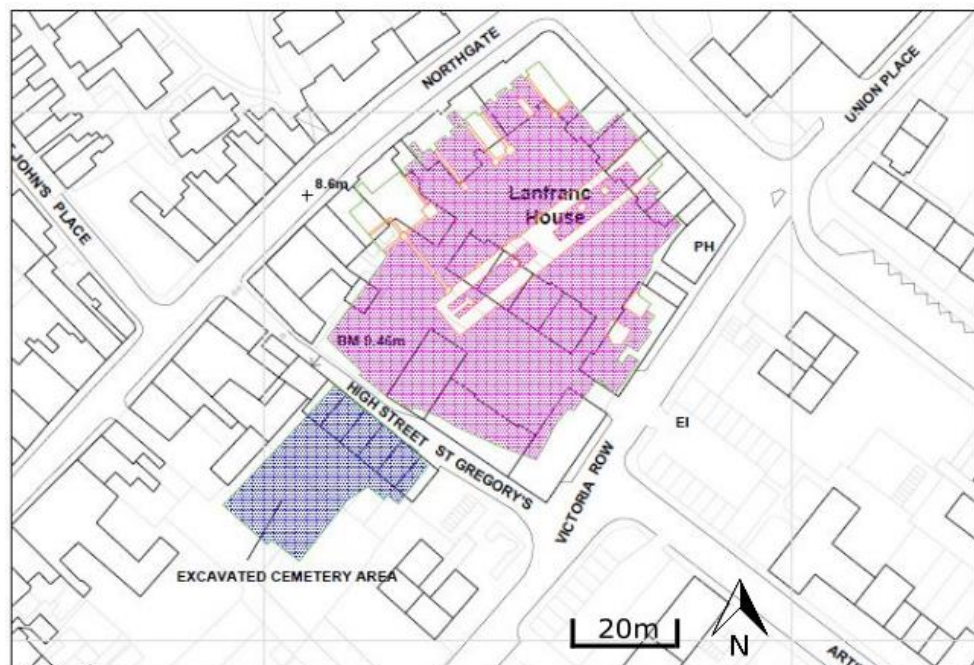 NORTHGATE
UNION PLACE
JOHN'S PLACE
8.6m
Lanfranc
House
PH
BM 9.46m
HIGH STREET ST GREGORY'S
EI
VICTORIA ROW
EXCAVATED CEMETERY AREA
20m
N
ART